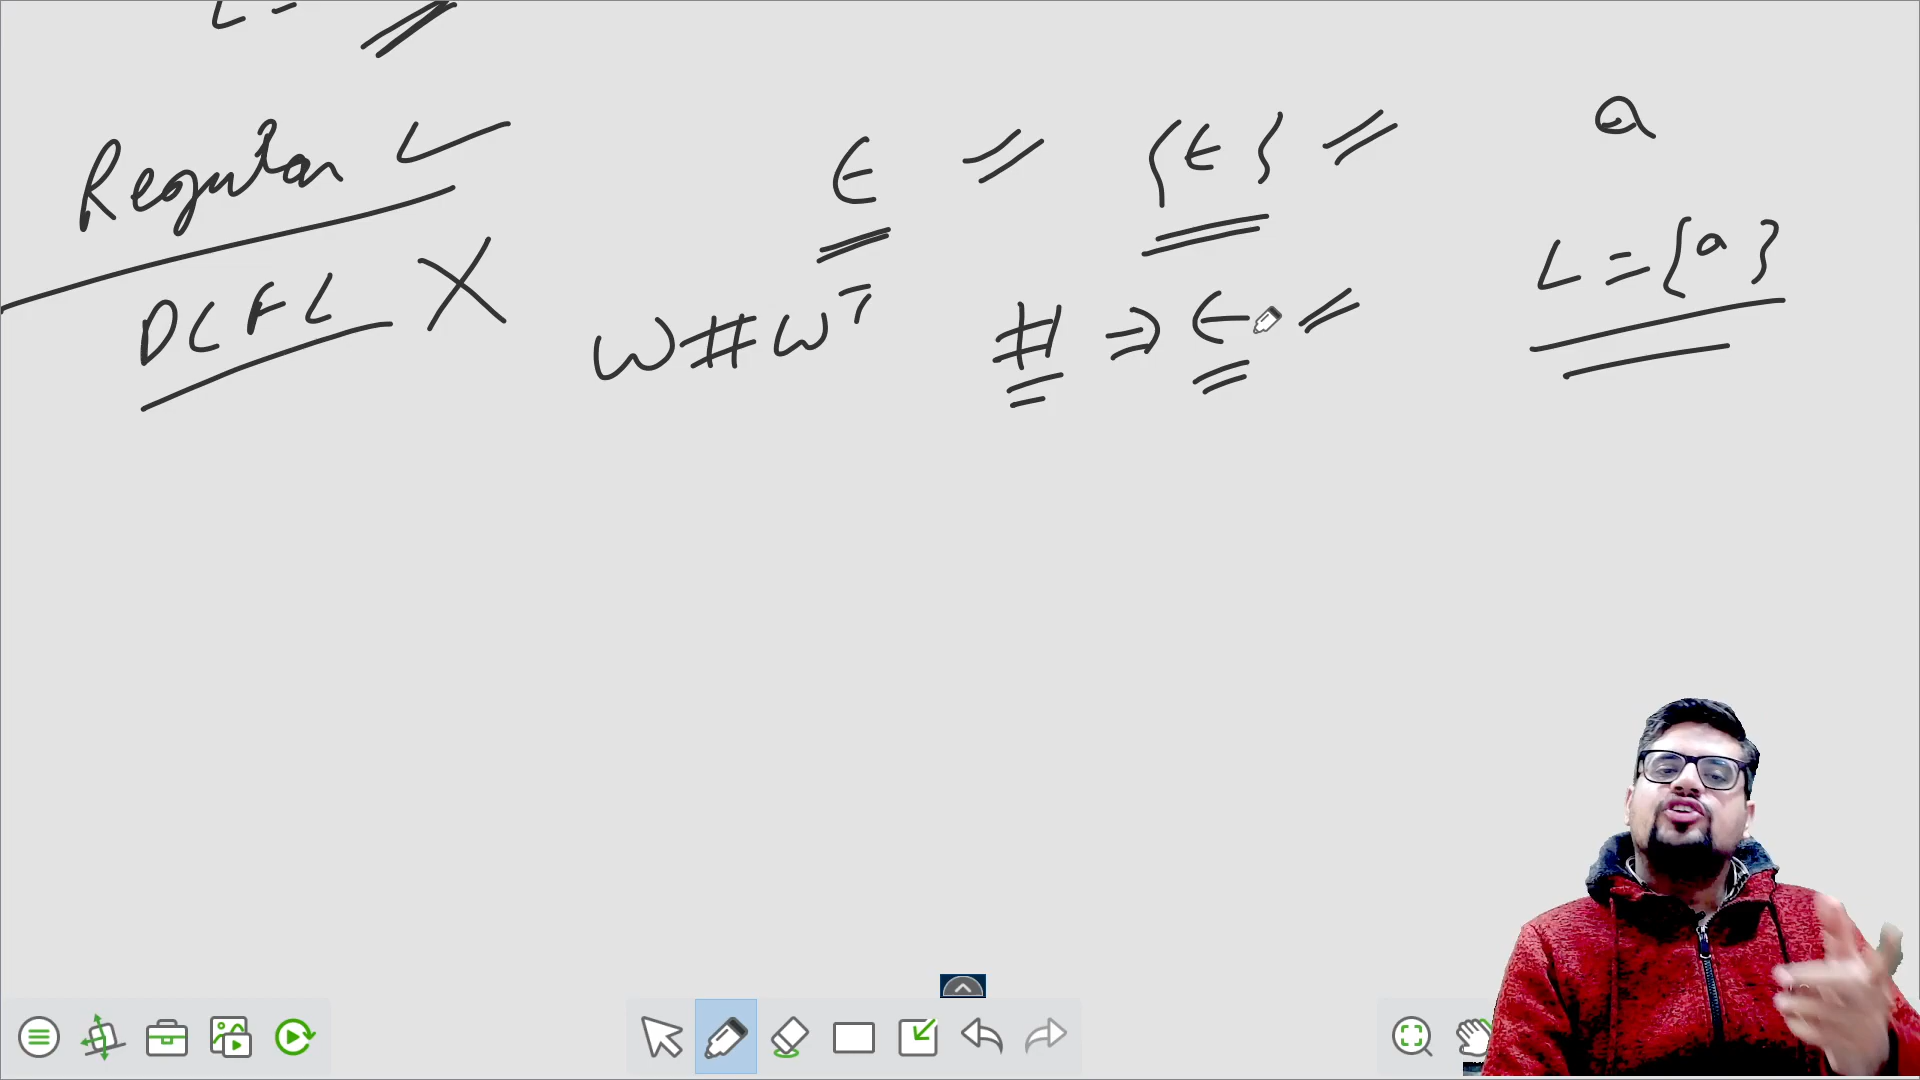 L =
Regular L
ϵ {ϵ} a
DCFL X
L = {a}
W#W^T # ⇒ ϵ